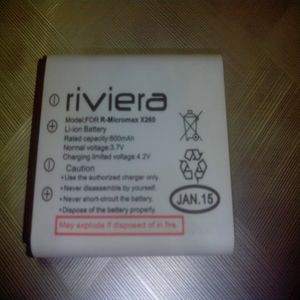 riviera
Model:FOR R-Micromax X260
Li-ion Battery
Rated capacity:800mAh
Normal voltage:3.7V
Charging limited voltage:4.2V
•Use the authorized charger only.
•Never disassemble by yourself.
•Never short-circuit the battery.
•Dispose of the battery properly.
JAN.15
May explode if disposed of in fire.